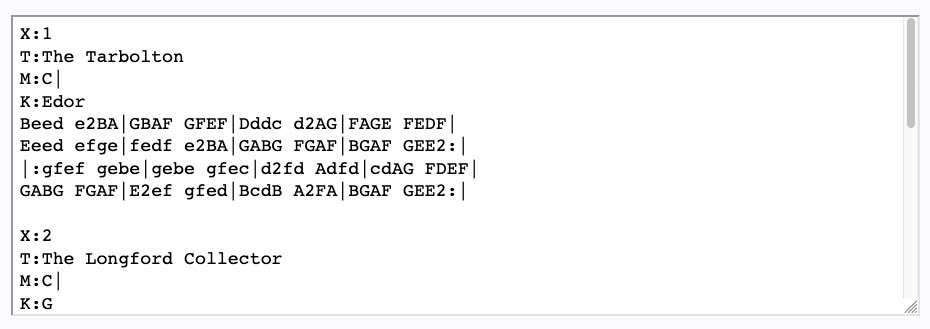 X:1
T:The Tarbolton
M:C|
K:Edor
Beed e2BA|GBAF GFEF|Dddc d2AG|FAGE FEDF|
Eeed efge|fedf e2BA|GABG FGAF|BGAF GEE2:|
|:gfef gebe|gebe gfec|d2fd Adfd|cdAG FDEF|
GABG FGAF|E2ef gfed|BcdB A2FA|BGAF GEE2:|

X:2
T:The Longford Collector
M:C|
K:G